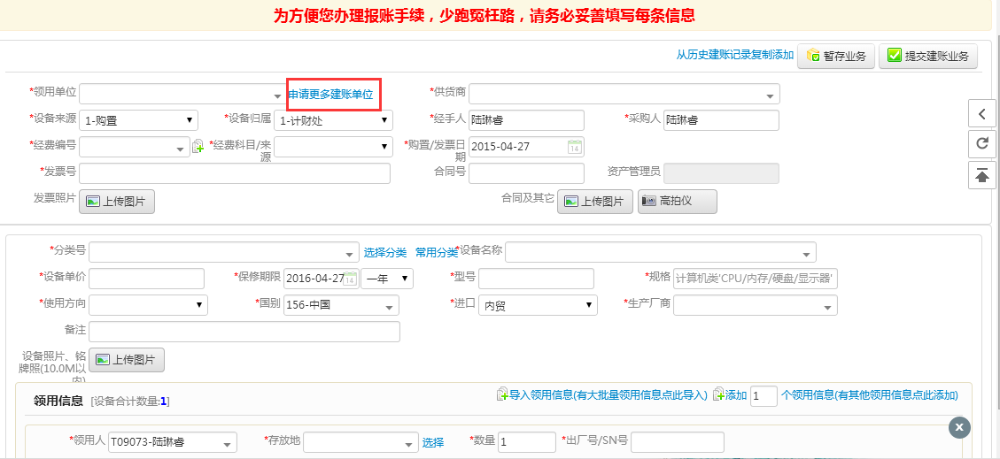 为方便您办理报账手续，少跑冤枉路，请务必妥善填写每条信息
从历史建账记录复制添加 暂存业务 提交建账业务
*领用单位 申请更多建账单位 *供货商
*设备来源 1-购置 *设备归属 1-计财处 *经手人 陆琳睿 *采购人 陆琳睿
*经费编号 *经费科目/来源 *购置/发票日期 2015-04-27 14
*发票号 合同号 资产管理员
发票照片 上传图片 合同及其它 上传图片 高拍仪
*分类号 选择分类 常用分类 *设备名称
*设备单价 *保修期限 2016-04-27 14 一年 *型号 *规格 计算机类'CPU/内存/硬盘/显示器'
*使用方向 *国别 156-中国 *进口 内贸 *生产厂商
备注
设备照片、铭牌照(10.0M以内) 上传图片
领用信息 [设备合计数量:1] 导入领用信息(有大批量领用信息点此导入) 添加 1 个领用信息(有其他领用信息点此添加)
*领用人 T09073-陆琳睿 *存放地 选择 *数量 1 *出厂号/SN号